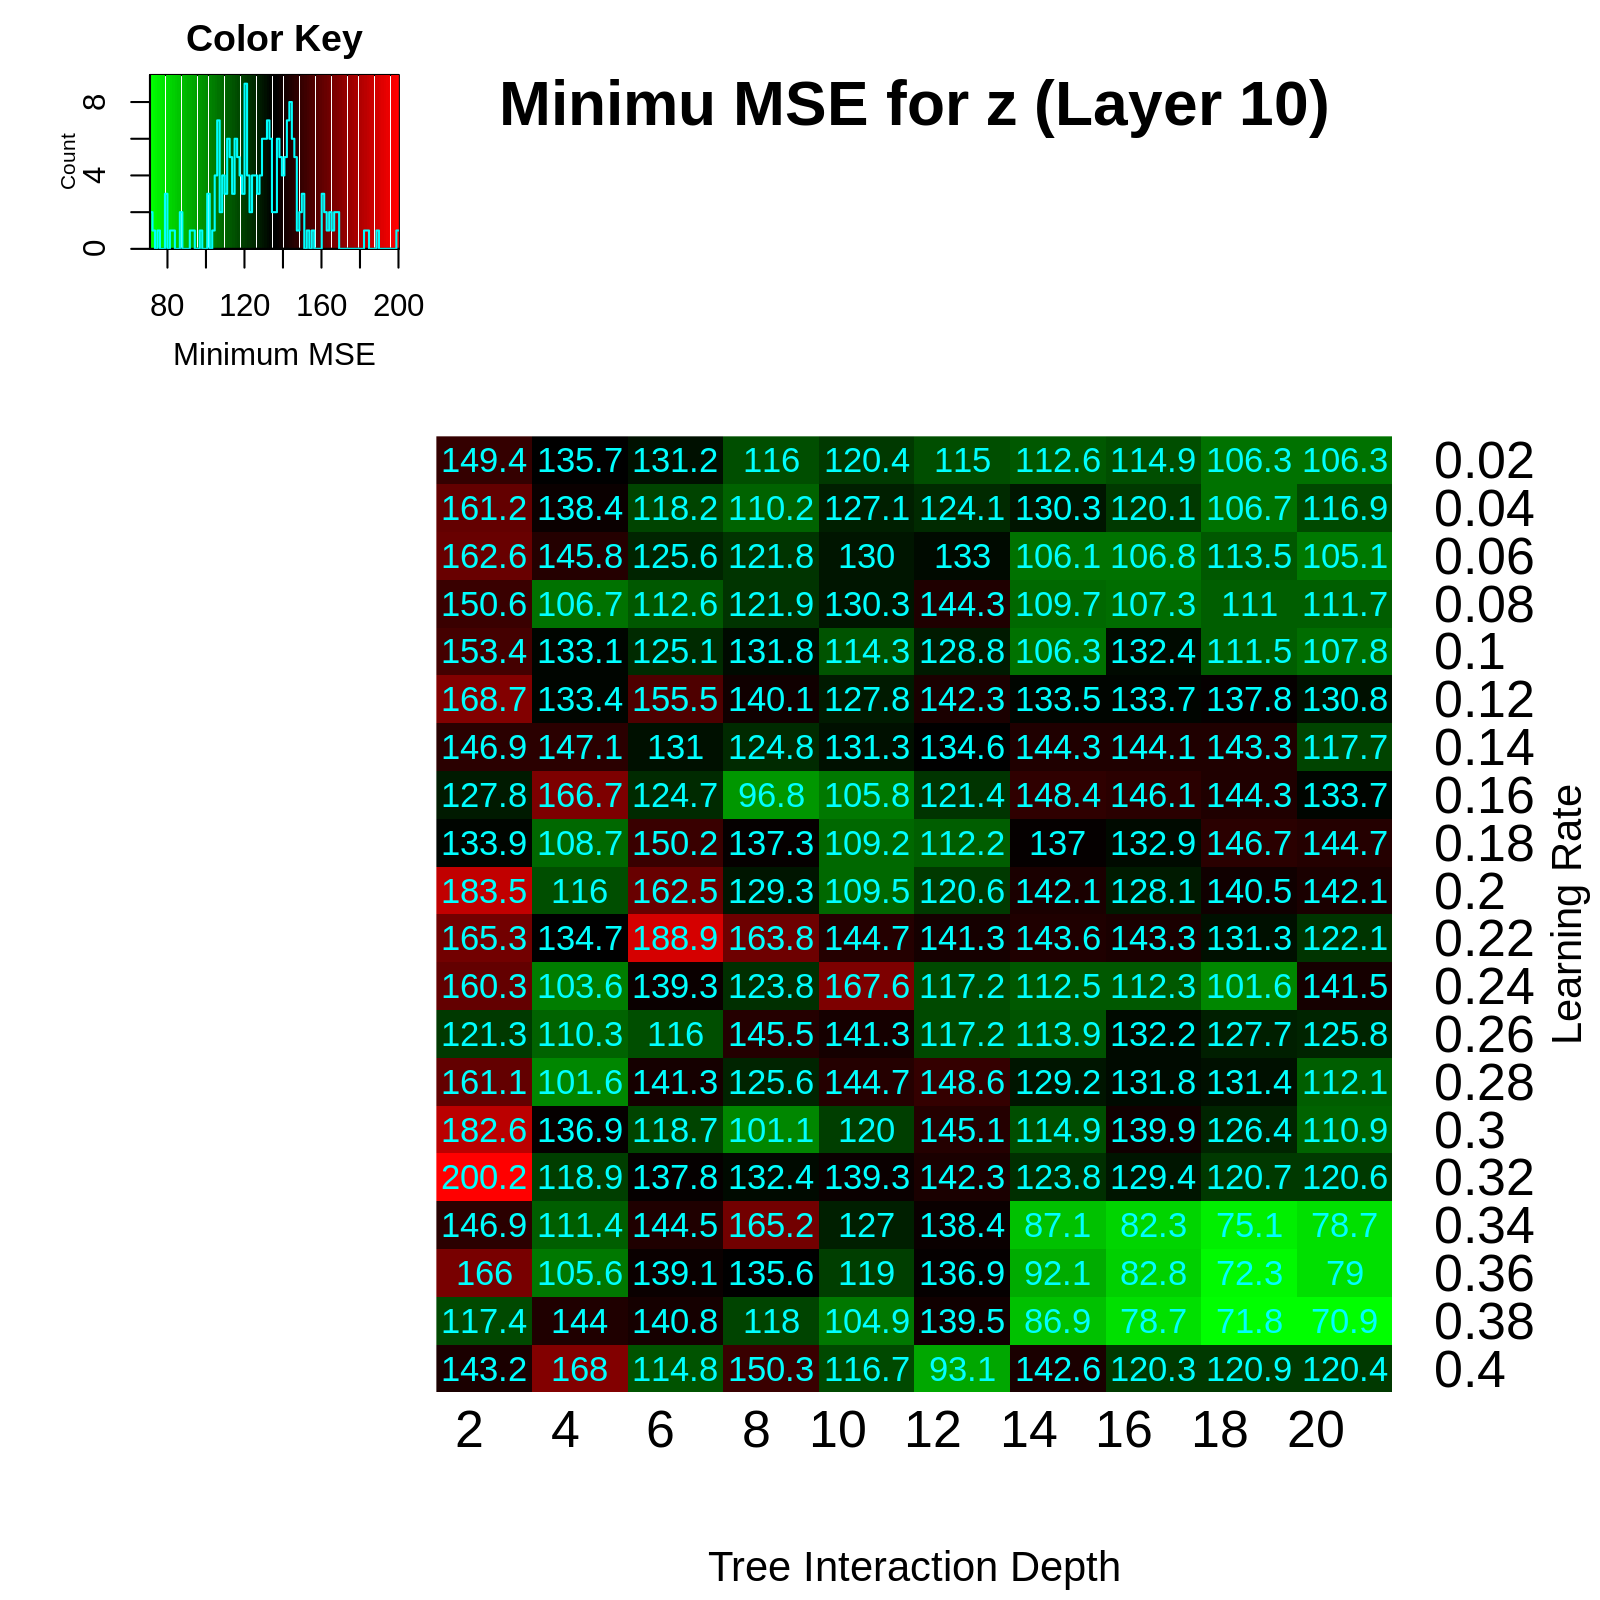 Color Key
Minimu MSE for z (Layer 10)
Count
0 4 8
80 120 160 200
Minimum MSE
149.4 135.7 131.2 116 120.4 115 112.6 114.9 106.3 106.3 0.02
161.2 138.4 118.2 110.2 127.1 124.1 130.3 120.1 106.7 116.9 0.04
162.6 145.8 125.6 121.8 130 133 106.1 106.8 113.5 105.1 0.06
150.6 106.7 112.6 121.9 130.3 144.3 109.7 107.3 111 111.7 0.08
153.4 133.1 125.1 131.8 114.3 128.8 106.3 132.4 111.5 107.8 0.1
168.7 133.4 155.5 140.1 127.8 142.3 133.5 133.7 137.8 130.8 0.12
146.9 147.1 131 124.8 131.3 134.6 144.3 144.1 143.3 117.7 0.14
127.8 166.7 124.7 96.8 105.8 121.4 148.4 146.1 144.3 133.7 0.16
133.9 108.7 150.2 137.3 109.2 112.2 137 132.9 146.7 144.7 0.18
183.5 116 162.5 129.3 109.5 120.6 142.1 128.1 140.5 142.1 0.2
165.3 134.7 188.9 163.8 144.7 141.3 143.6 143.3 131.3 122.1 0.22
160.3 103.6 139.3 123.8 167.6 117.2 112.5 112.3 101.6 141.5 0.24
121.3 110.3 116 145.5 141.3 117.2 113.9 132.2 127.7 125.8 0.26
161.1 101.6 141.3 125.6 144.7 148.6 129.2 131.8 131.4 112.1 0.28
182.6 136.9 118.7 101.1 120 145.1 114.9 139.9 126.4 110.9 0.3
200.2 118.9 137.8 132.4 139.3 142.3 123.8 129.4 120.7 120.6 0.32
146.9 111.4 144.5 165.2 127 138.4 87.1 82.3 75.1 78.7 0.34
166 105.6 139.1 135.6 119 136.9 92.1 82.8 72.3 79 0.36
117.4 144 140.8 118 104.9 139.5 86.9 78.7 71.8 70.9 0.38
143.2 168 114.8 150.3 116.7 93.1 142.6 120.3 120.9 120.4 0.4
Learning Rate
2 4 6 8 10 12 14 16 18 20
Tree Interaction Depth